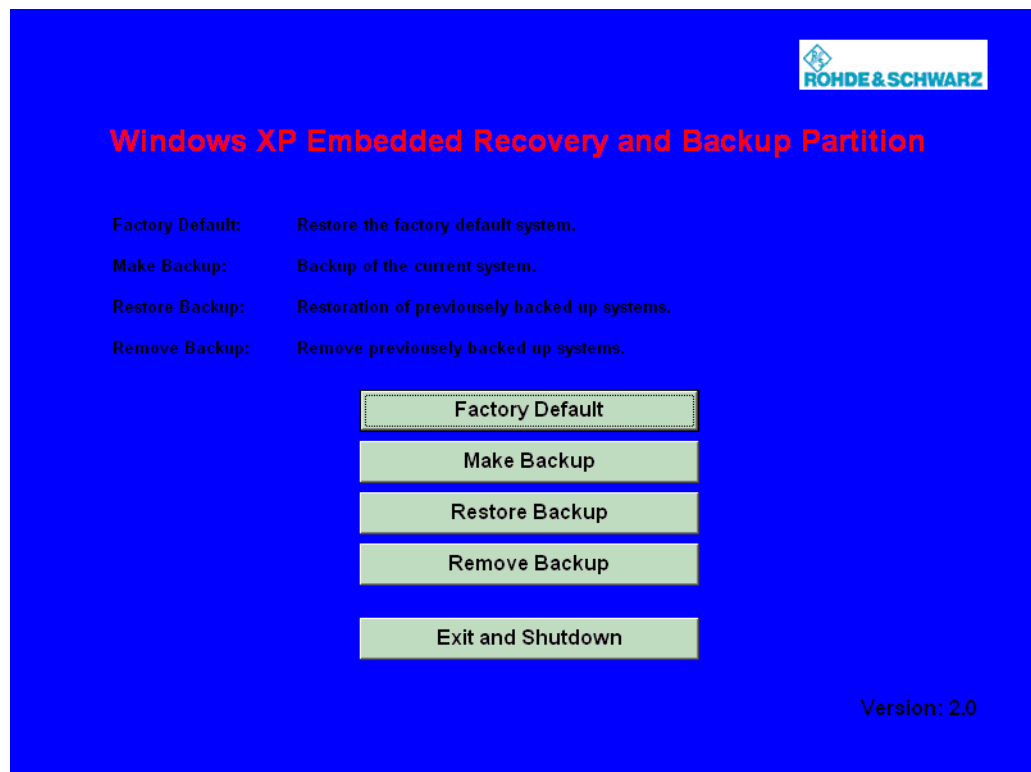 R&S
ROHDE & SCHWARZ
Windows XP Embedded Recovery and Backup Partition
Factory Default: Restore the factory default system.
Make Backup: Backup of the current system.
Restore Backup: Restoration of previousely backed up systems.
Remove Backup: Remove previousely backed up systems.
Factory Default
Make Backup
Restore Backup
Remove Backup
Exit and Shutdown
Version: 2.0